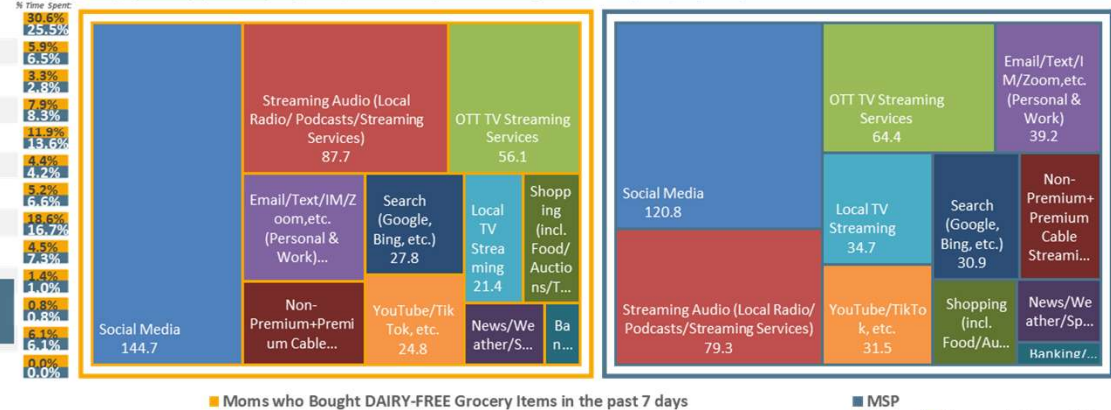 % Time Spent:
30.6%
25.5%
5.9%
6.5%
3.3%
2.8%
7.9%
8.3%
11.9%
13.6%
4.4%
4.2%
5.2%
6.6%
18.6%
16.7%
4.5%
7.3%
1.4%
1.0%
0.8%
0.8%
6.1%
6.1%
0.0%
0.0%
Social Media
144.7
Streaming Audio (Local
Radio/ Podcasts/Streaming
Services)
87.7
OTT TV Streaming
Services
56.1
Email/Text/IM/Z
oom,etc.
(Personal &
Work)...
Search
(Google,
Bing, etc.)
27.8
Local
TV
Strea
ming
21.4
Shopp
ing
(incl.
Food/
Auctio
ns/T...
Non-
Premium+Premi
um Cable...
YouTube/Tik
Tok, etc.
24.8
News/We
ather/S...
Ba
n...
Social Media
120.8
Streaming Audio (Local Radio/
Podcasts/Streaming Services)
79.3
OTT TV Streaming
Services
64.4
Email/Text/I
M/Zoom,etc.
(Personal &
Work)
39.2
Local TV
Streaming
34.7
Search
(Google,
Bing, etc.)
30.9
Non-
Premium+
Premium
Cable
Streami...
YouTube/TikTo
k, etc.
31.5
Shopping
(incl.
Food/Au...
News/We
ather/Sp...
Banking/...
Moms who Bought DAIRY-FREE Grocery Items in the past 7 days
MSP